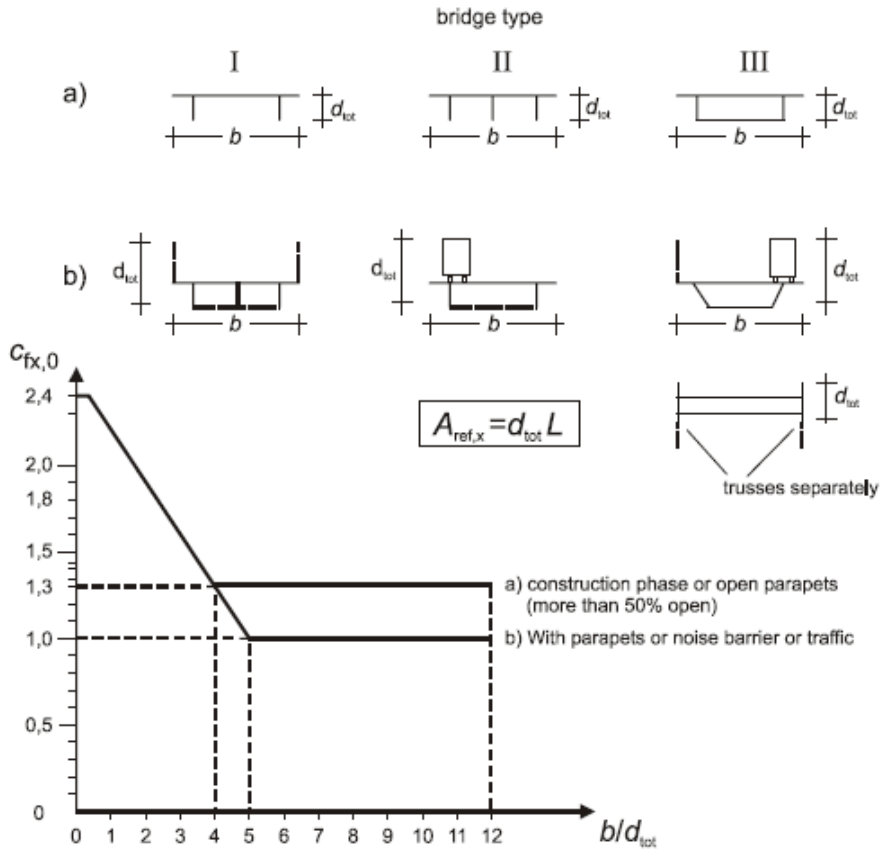 bridge type
I II III
a) d_tot d_tot d_tot
b b b
b) d_tot d_tot d_tot
b b b
c_fx,0
d_tot
2,4
A_ref,x = d_tot L
2,0
trusses separately
1,8
1,5
1,3
a) construction phase or open parapets
(more than 50% open)
1,0
b) With parapets or noise barrier or traffic
0,5
0
0 1 2 3 4 5 6 7 8 9 10 11 12
b/d_tot